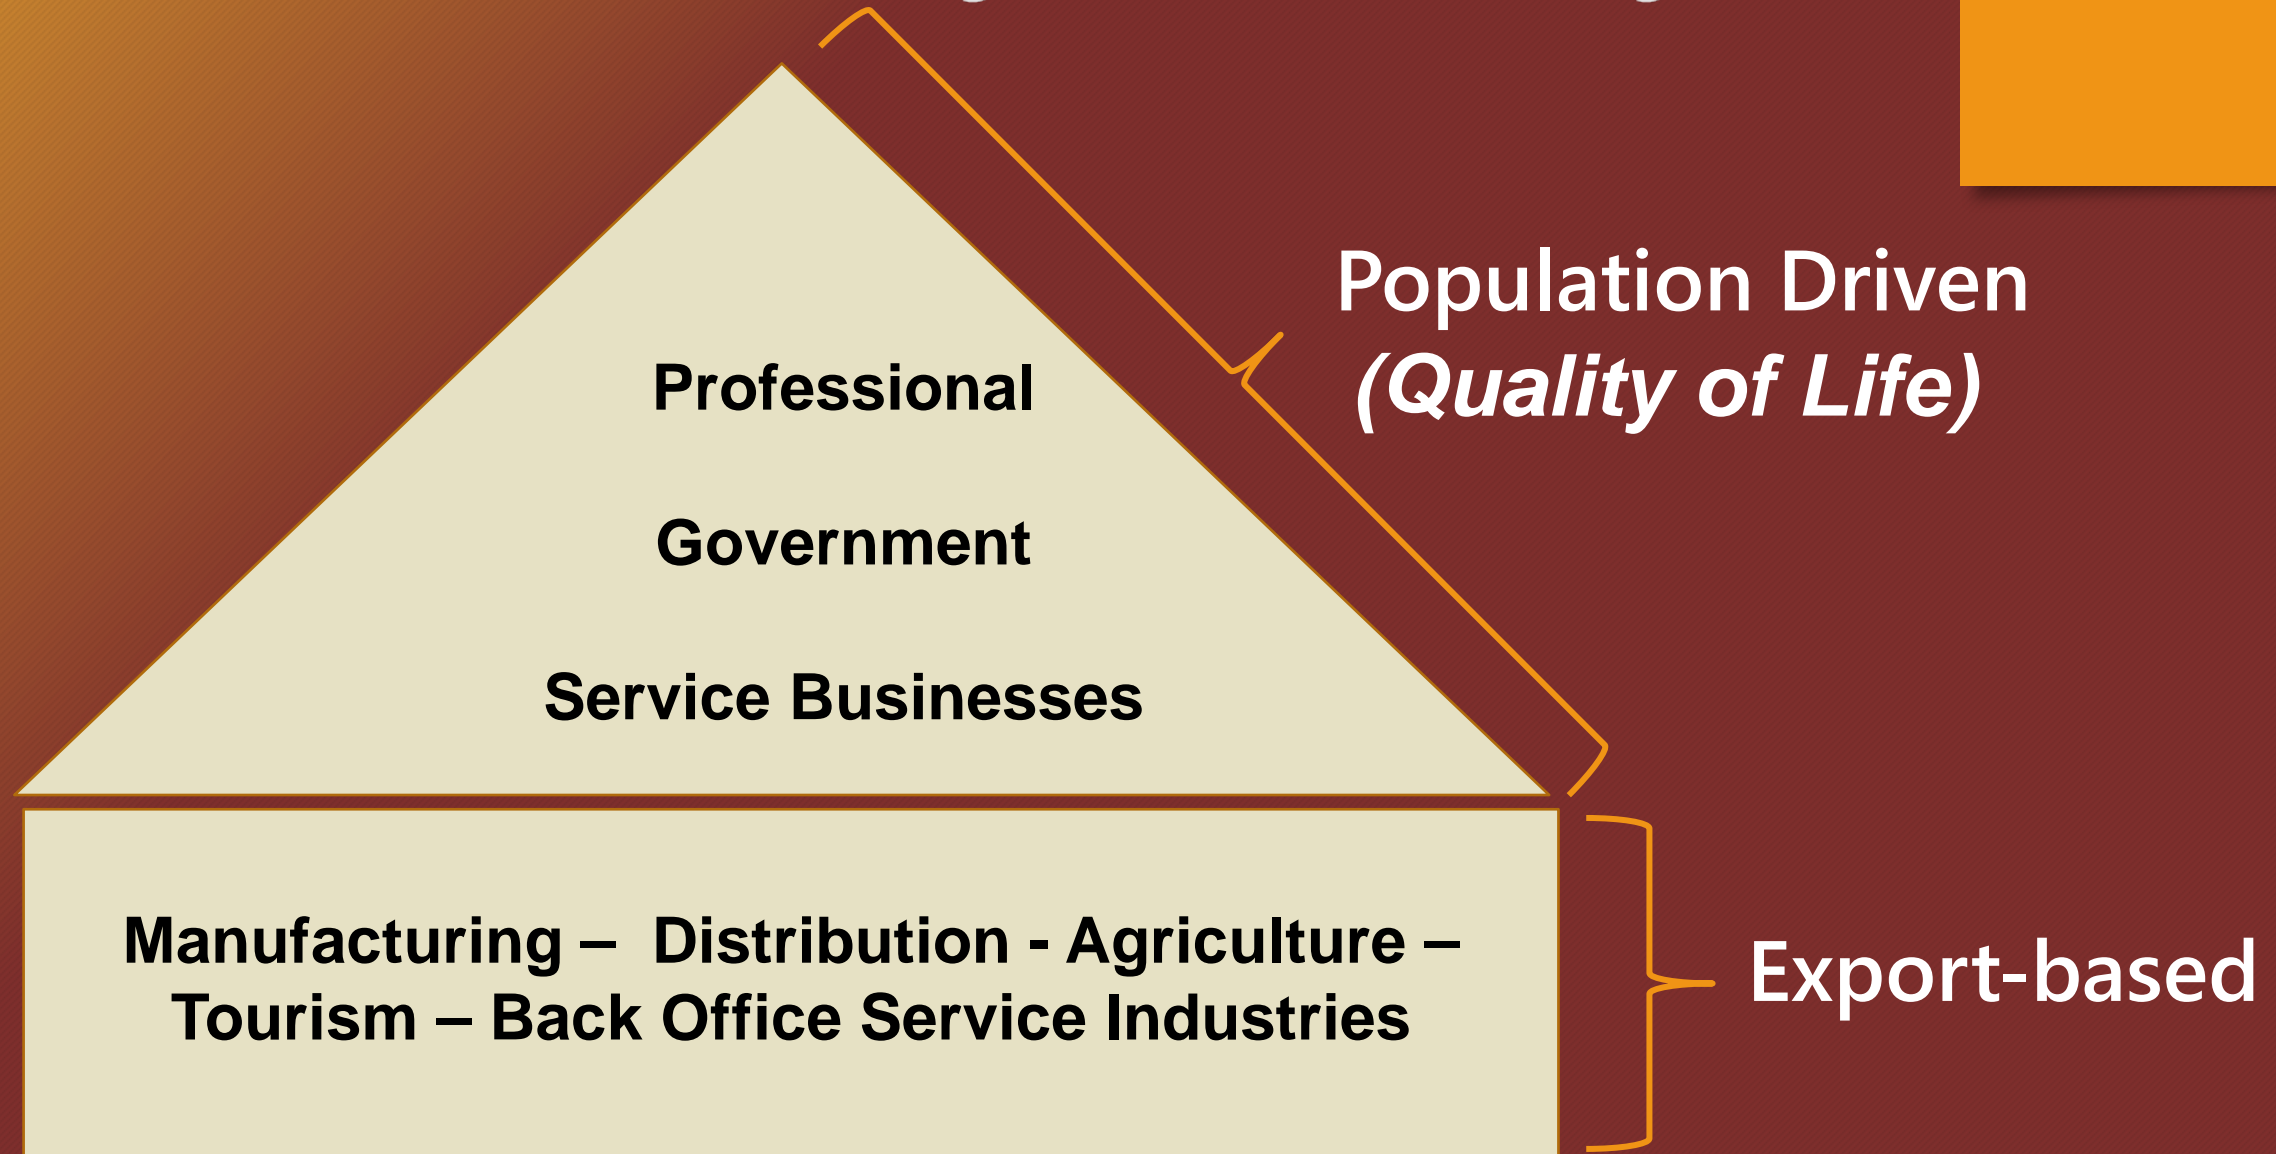 Population Driven
(Quality of Life)
Professional
Government
Service Businesses
Manufacturing –  Distribution - Agriculture –
Tourism – Back Office Service Industries
Export-based